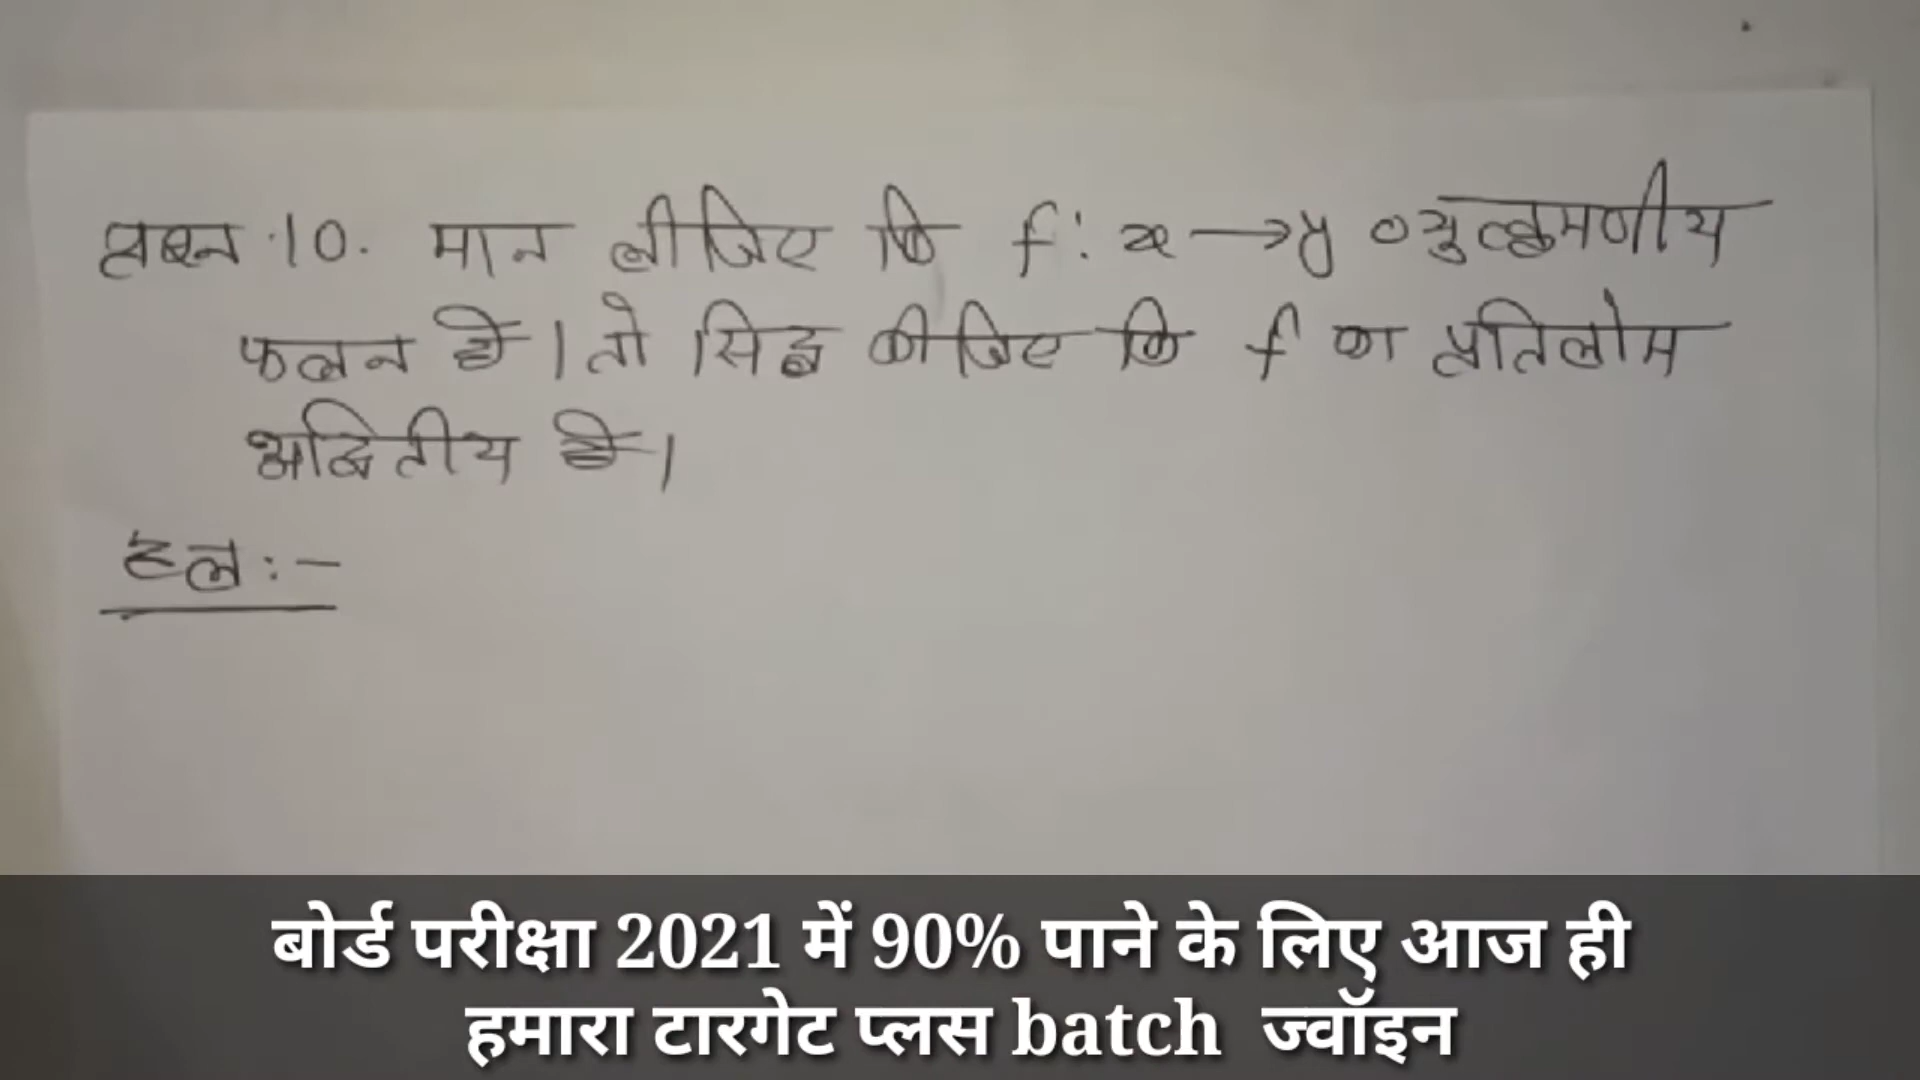 प्रश्न 10. मान लीजिए कि f: x → y व्युत्क्रमणीय
फलन है। तो सिद्ध कीजिए कि f का प्रतिलोम
अद्वितीय है।
हल :-
बोर्ड परीक्षा 2021 में 90% पाने के लिए आज ही
हमारा टारगेट प्लस batch ज्वॉइन